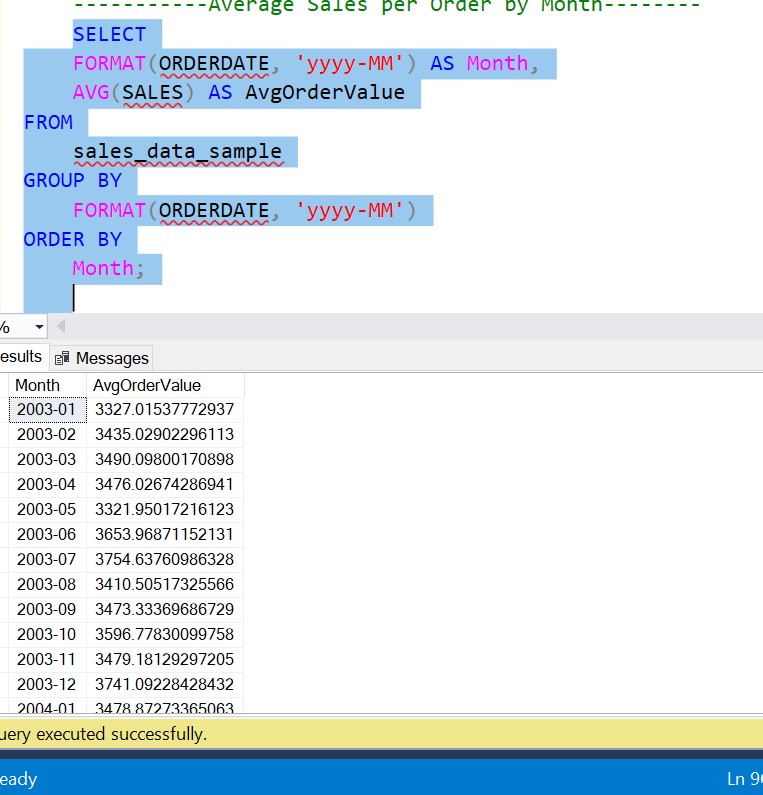 -----------Average Sales per Order by Month--------
SELECT
FORMAT(ORDERDATE, 'yyyy-MM') AS Month,
AVG(SALES) AS AvgOrderValue
FROM
sales_data_sample
GROUP BY
FORMAT(ORDERDATE, 'yyyy-MM')
ORDER BY
Month;
%
esults Messages
Month AvgOrderValue
2003-01 3327.01537772937
2003-02 3435.02902296113
2003-03 3490.09800170898
2003-04 3476.02674286941
2003-05 3321.95017216123
2003-06 3653.96871152131
2003-07 3754.63760986328
2003-08 3410.50517325566
2003-09 3473.33369686729
2003-10 3596.77830099758
2003-11 3479.18129297205
2003-12 3741.09228428432
2004-01 3478.87273365063
uery executed successfully.
eady Ln 9